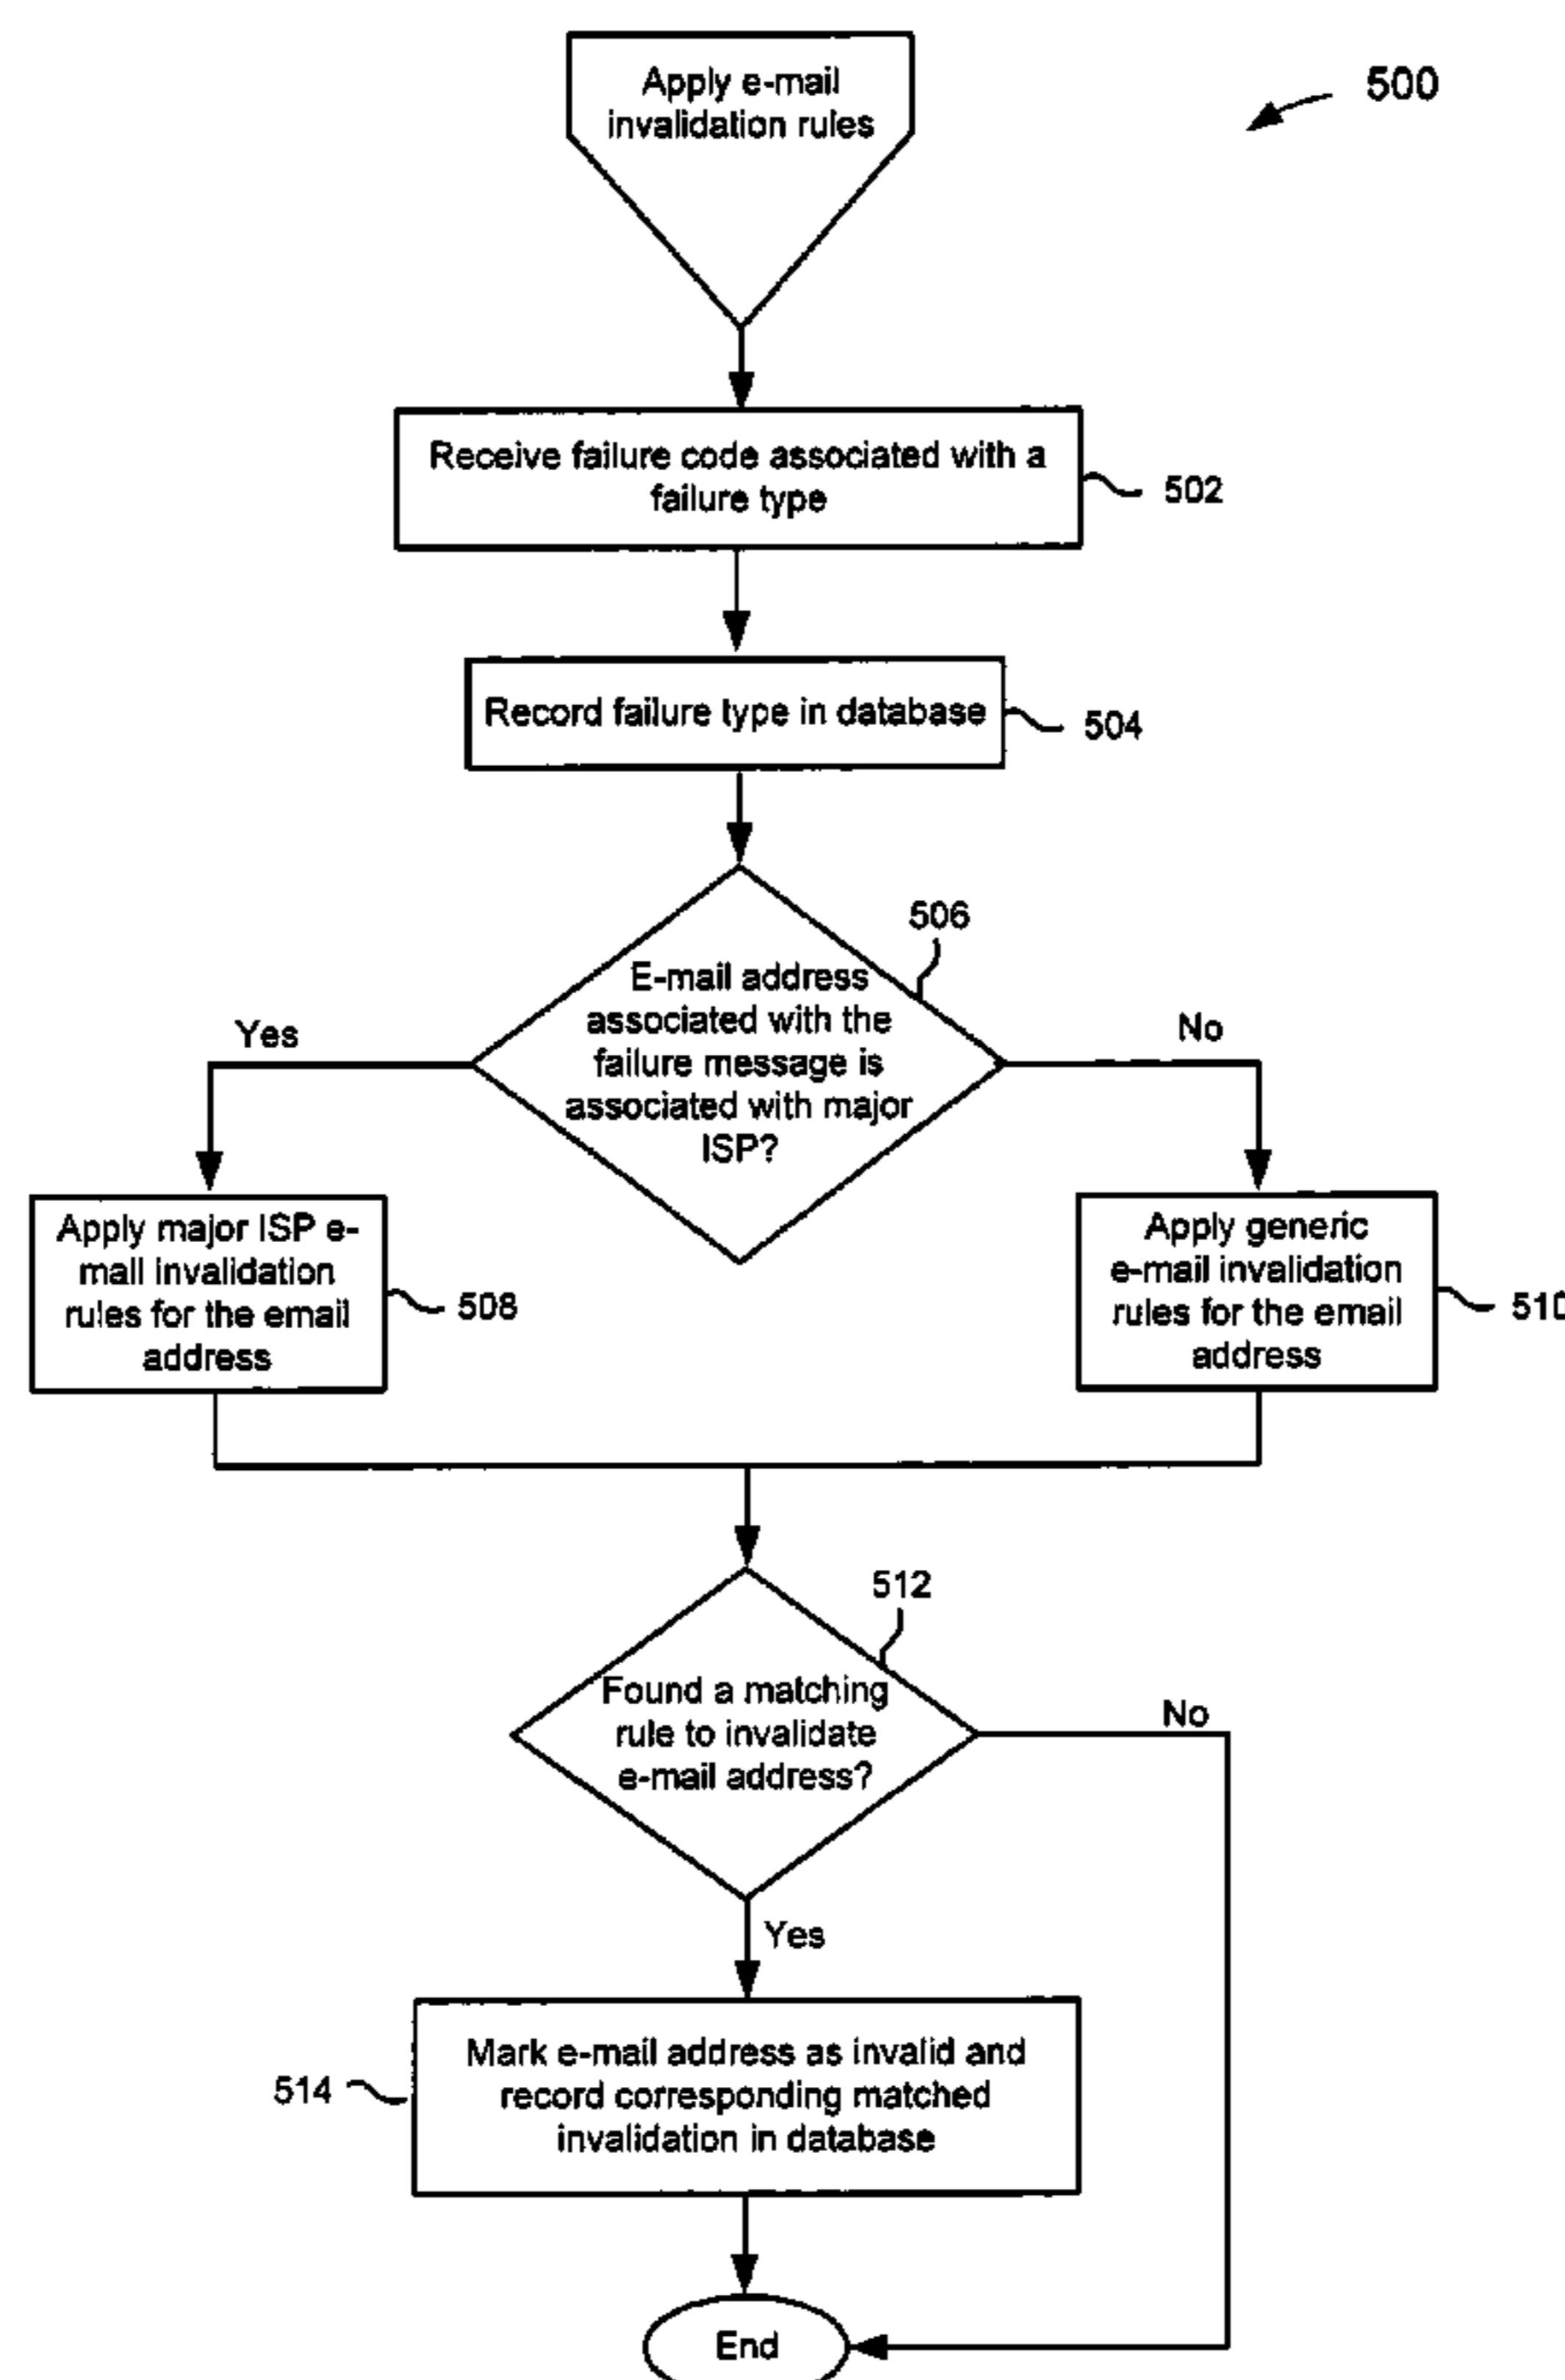 Apply e-mail
invalidation rules
500
Receive failure code associated with a
failure type
502
Record failure type in database
504
506
E-mail address
associated with the
failure message is
associated with major
ISP?
Yes
No
Apply major ISP e-
mail invalidation
rules for the email
address
508
Apply generic
e-mail invalidation
rules for the email
address
510
512
Found a matching
rule to invalidate
e-mail address?
No
Yes
Mark e-mail address as invalid and
record corresponding matched
invalidation in database
514
End